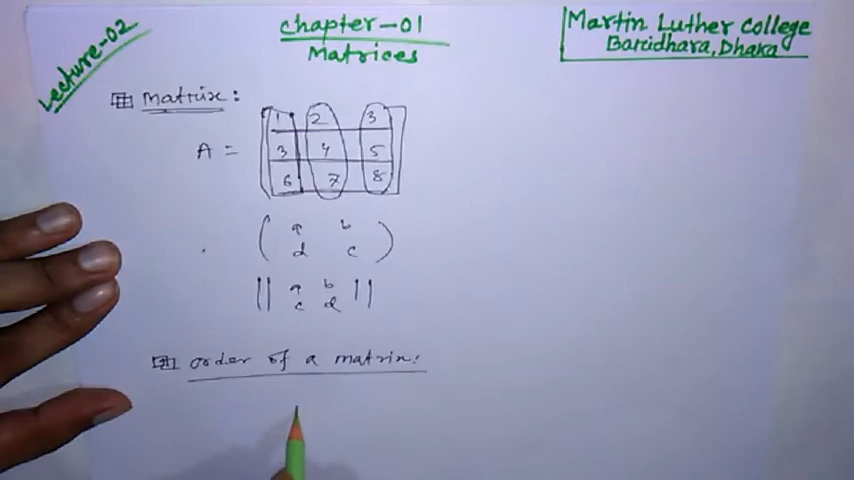 Lecture-02
chapter-01
Matrices
Martin Luther College
Baridhara, Dhaka
Matrix:
A =
1 2 3
3 4 5
6 7 8
( a b
d c )
|| a b ||
c d
order of a matrix: